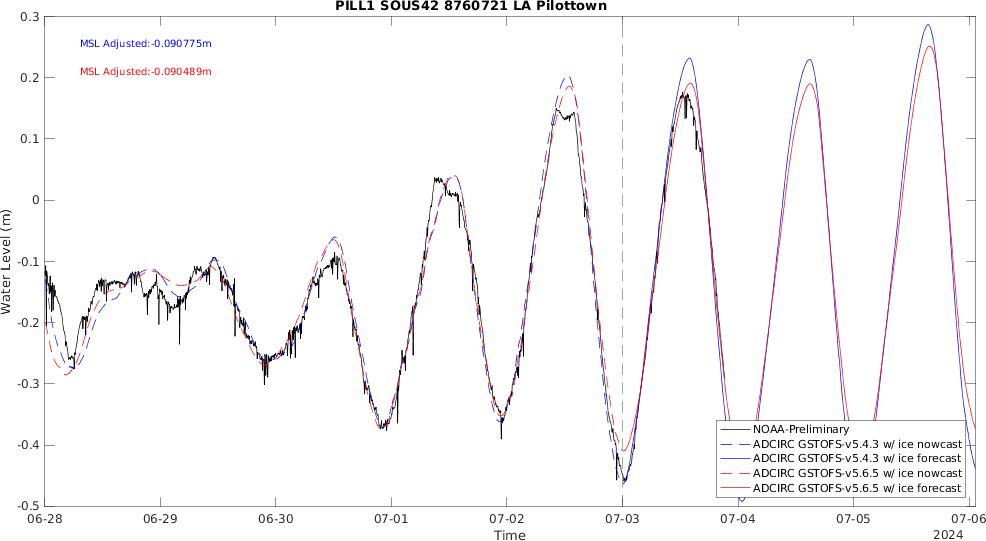 PILL1 SOUS42 8760721 LA Pilottown
MSL Adjusted:-0.090775m
MSL Adjusted:-0.090489m
0.3
0.2
0.1
0
-0.1
-0.2
-0.3
-0.4
-0.5
Water Level (m)
NOAA-Preliminary
ADCIRC GSTOFS-v5.4.3 w/ ice nowcast
ADCIRC GSTOFS-v5.4.3 w/ ice forecast
ADCIRC GSTOFS-v5.6.5 w/ ice nowcast
ADCIRC GSTOFS-v5.6.5 w/ ice forecast
06-28 06-29 06-30 07-01 07-02 07-03 07-04 07-05 07-06
Time
2024